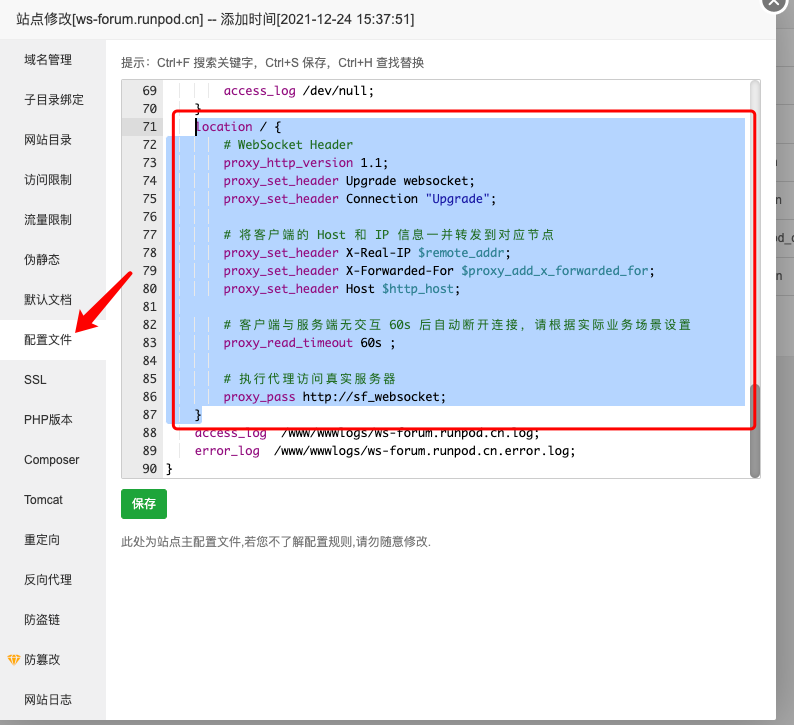 站点修改[ws-forum.runpod.cn] -- 添加时间[2021-12-24 15:37:51]
域名管理
子目录绑定
网站目录
访问限制
流量限制
伪静态
默认文档
配置文件
SSL
PHP版本
Composer
Tomcat
重定向
反向代理
防盗链
防篡改
网站日志
提示：Ctrl+F 搜索关键字，Ctrl+S 保存，Ctrl+H 查找替换
69 access_log /dev/null;
70 }
71 location / {
72 # WebSocket Header
73 proxy_http_version 1.1;
74 proxy_set_header Upgrade websocket;
75 proxy_set_header Connection "Upgrade";
76
77 # 将客户端的 Host 和 IP 信息一并转发到对应节点
78 proxy_set_header X-Real-IP $remote_addr;
79 proxy_set_header X-Forwarded-For $proxy_add_x_forwarded_for;
80 proxy_set_header Host $http_host;
81
82 # 客户端与服务端无交互 60s 后自动断开连接，请根据实际业务场景设置
83 proxy_read_timeout 60s ;
84
85 # 执行代理访问真实服务器
86 proxy_pass http://sf_websocket;
87 }
88 access_log /www/wwwlogs/ws-forum.runpod.cn.log;
89 error_log /www/wwwlogs/ws-forum.runpod.cn.error.log;
90 }
保存
此处为站点主配置文件,若您不了解配置规则,请勿随意修改.